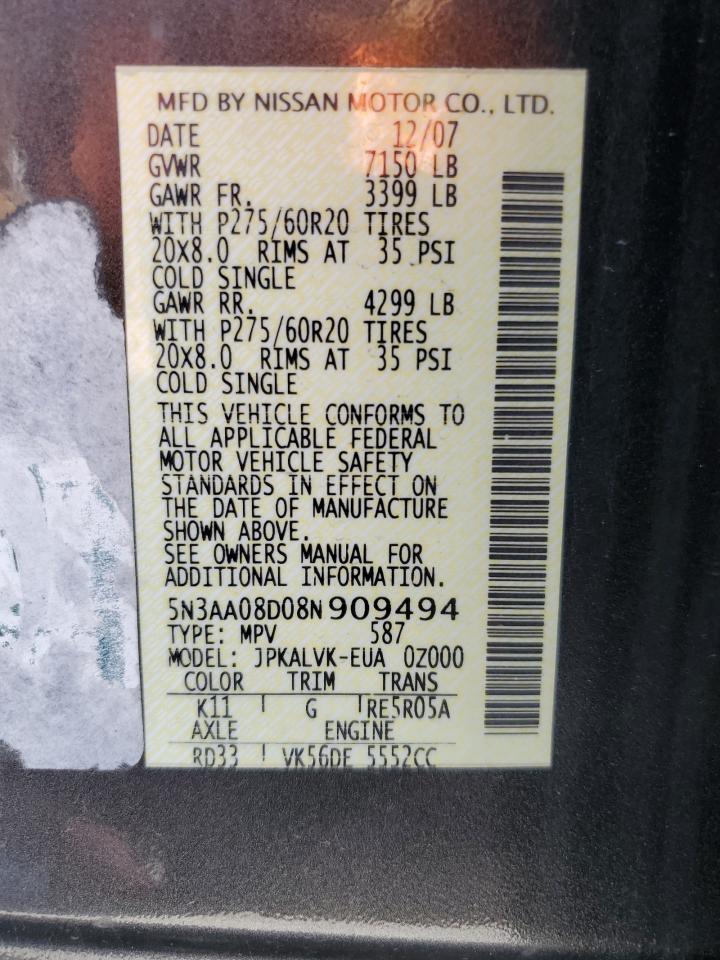 MFD BY NISSAN MOTOR CO., LTD.
DATE 12/07
GVWR 7150 LB
GAWR FR. 3399 LB
WITH P275/60R20 TIRES
20X8.0 RIMS AT 35 PSI
COLD SINGLE
GAWR RR. 4299 LB
WITH P275/60R20 TIRES
20X8.0 RIMS AT 35 PSI
COLD SINGLE
THIS VEHICLE CONFORMS TO
ALL APPLICABLE FEDERAL
MOTOR VEHICLE SAFETY
STANDARDS IN EFFECT ON
THE DATE OF MANUFACTURE
SHOWN ABOVE.
SEE OWNERS MANUAL FOR
ADDITIONAL INFORMATION.
5N3AA08D08N909494
TYPE: MPV 587
MODEL: JPKALVK-EUA 0Z000
COLOR TRIM TRANS
K11 G RE5R05A
AXLE ENGINE
RD33 VK56DE 5552CC